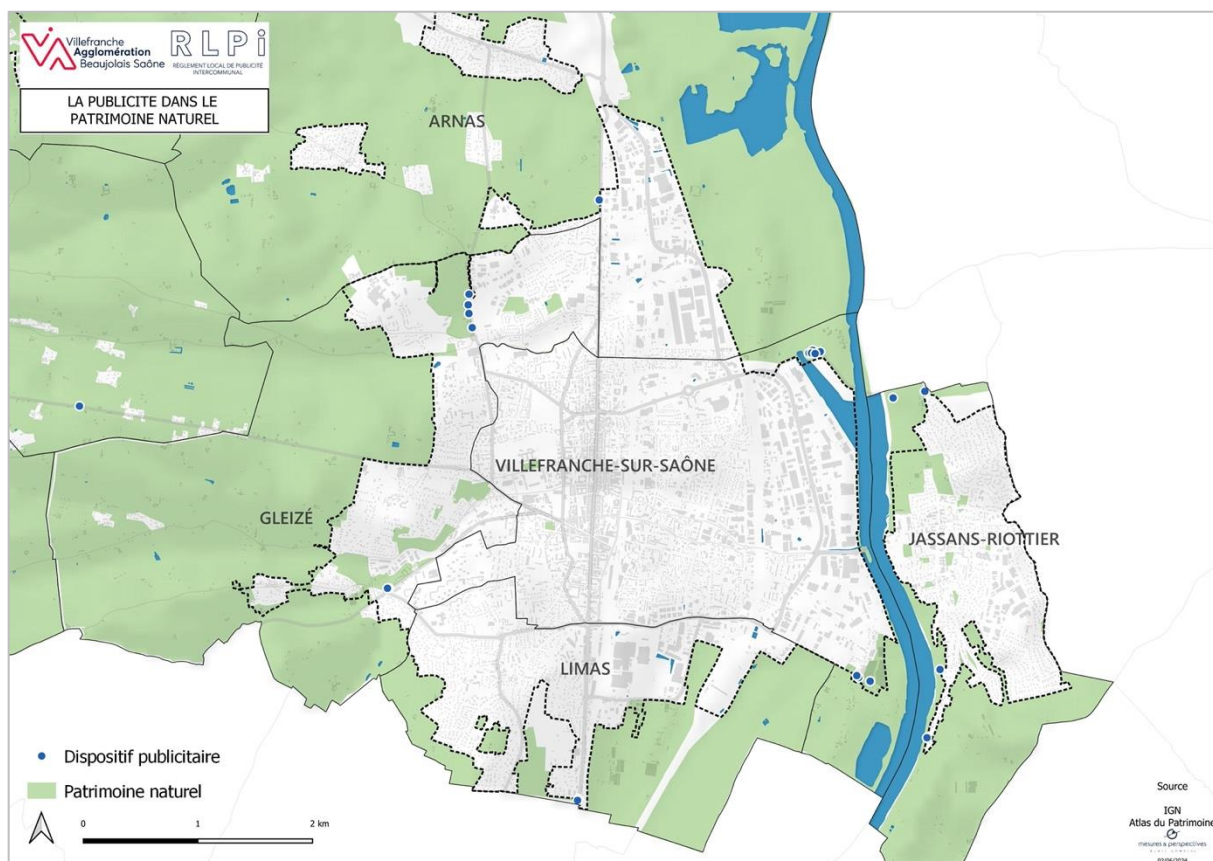 Villefranche
Agglomération
Beaujolais Saône
RLPi
RÈGLEMENT LOCAL DE PUBLICITÉ
INTERCOMMUNAL
LA PUBLICITE DANS LE
PATRIMOINE NATUREL
ARNAS
VILLEFRANCHE-SUR-SAÔNE
GLEIZÉ
JASSANS-RIOTTIER
LIMAS
Dispositif publicitaire
Patrimoine naturel
0 1 2 km
Source
IGN
Atlas du Patrimoine
mesures & perspectives